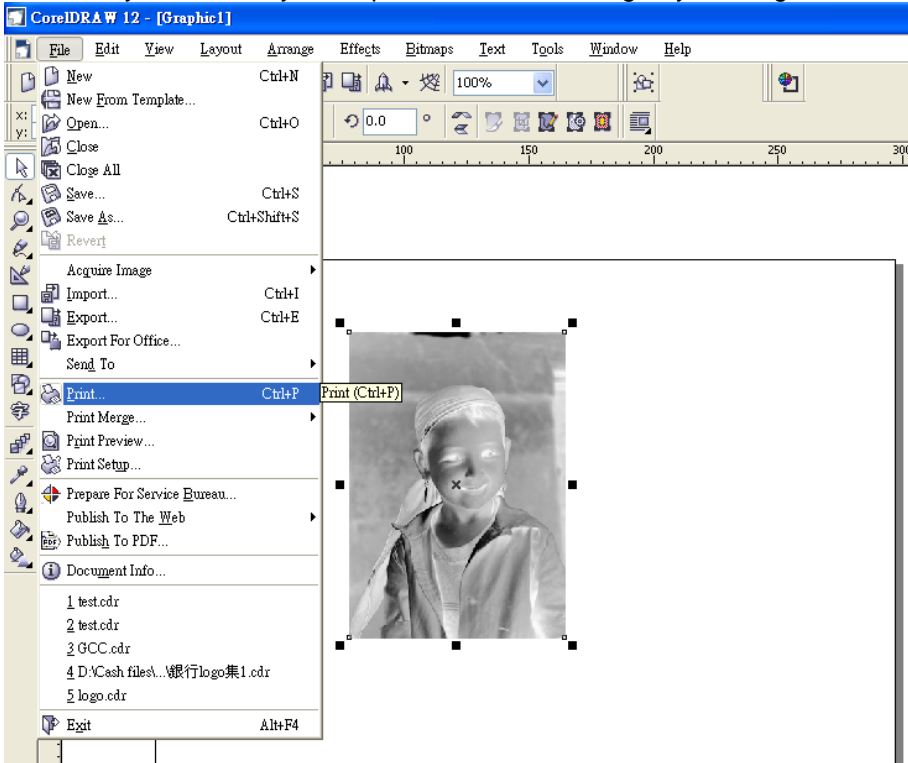 CorelDRAW 12 - [Graphic1]
File Edit View Layout Arrange Effects Bitmaps Text Tools Window Help
100%
x:
y:
0.0 °
100 150 200 250 300
New Ctrl+N
New From Template...
Open... Ctrl+O
Close
Close All
Save... Ctrl+S
Save As... Ctrl+Shift+S
Revert
Acquire Image
Import... Ctrl+I
Export... Ctrl+E
Export For Office...
Send To
Print... Ctrl+P
Print (Ctrl+P)
Print Merge...
Print Preview...
Print Setup...
Prepare For Service Bureau...
Publish To The Web
Publish To PDF...
Document Info...
1 test.cdr
2 test.cdr
3 GCC.cdr
4 D:\Cash files\...\銀行logo集1.cdr
5 logo.cdr
Exit Alt+F4
字
PDF